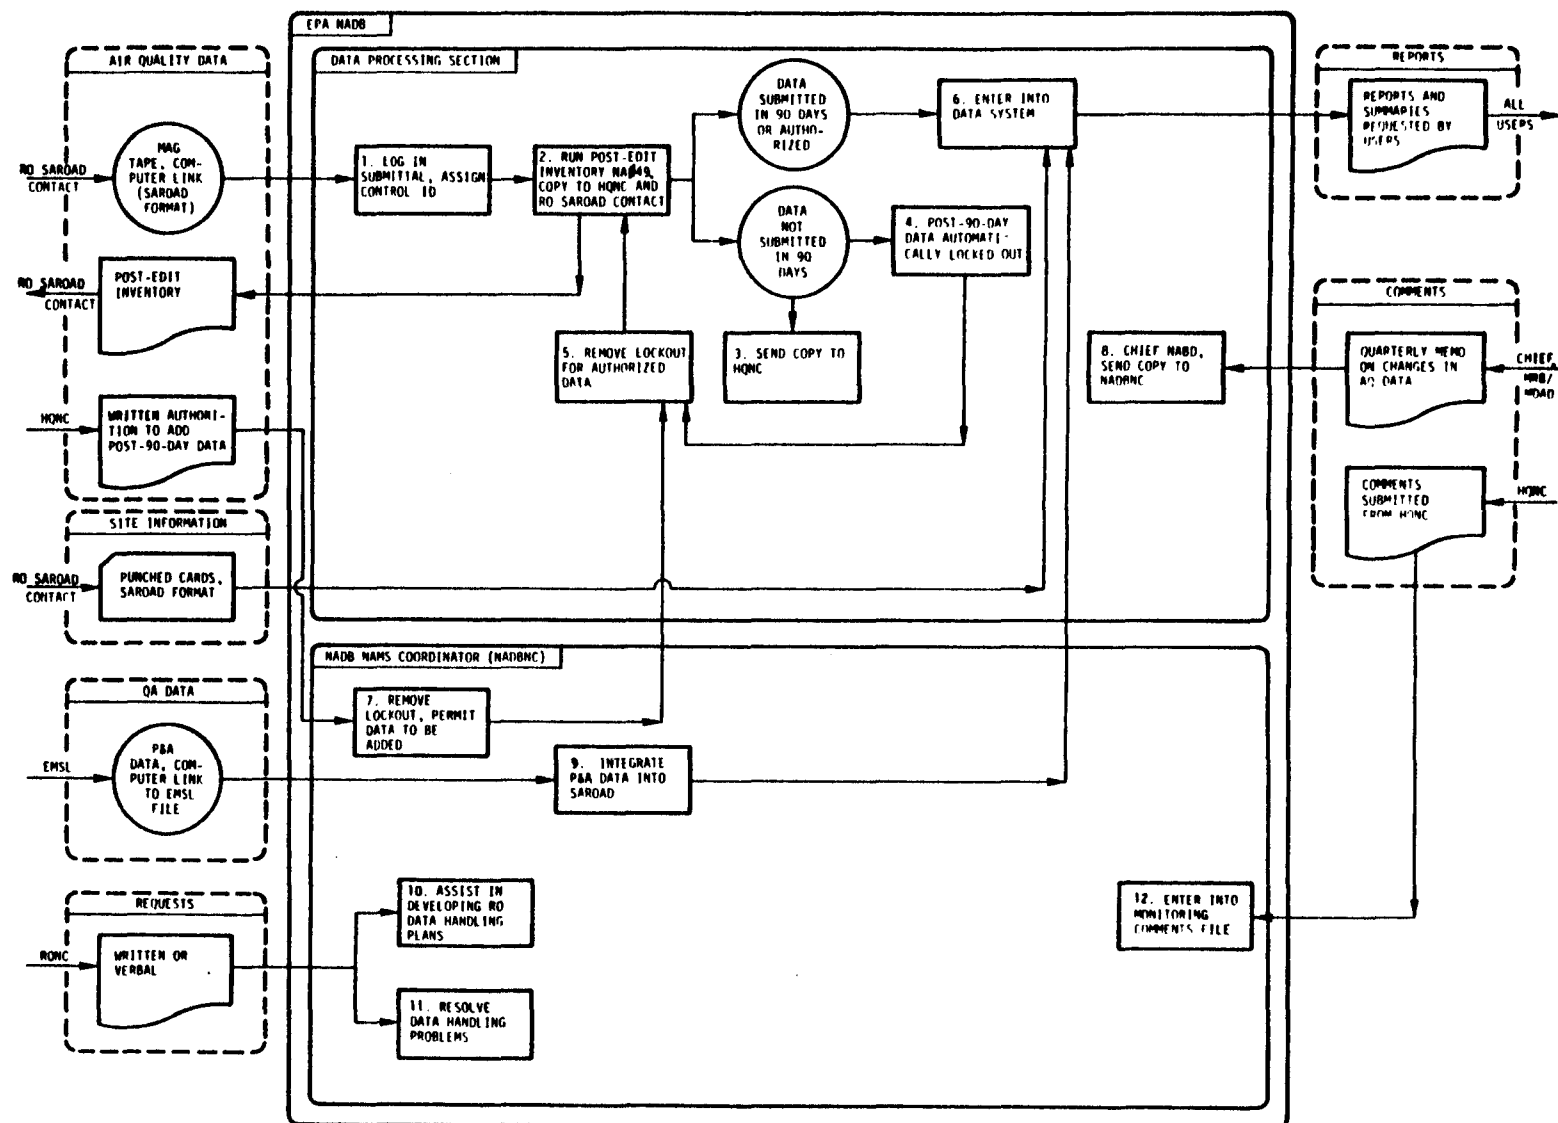 EPA NADB
AIR QUALITY DATA
RO SAROAD
CONTACT
MAG
TAPE, COM-
PUTER LINK
(SAROAD
FORMAT)
RO SAROAD
CONTACT
POST-EDIT
INVENTORY
HQNC
WRITTEN AUTHORI-
TION TO ADD
POST-90-DAY DATA
SITE INFORMATION
RO SAROAD
CONTACT
PUNCHED CARDS,
SAROAD FORMAT
QA DATA
EMSL
P&A
DATA, COM-
PUTER LINK
TO EMSL
FILE
REQUESTS
RONC
WRITTEN OR
VERBAL
DATA PROCESSING SECTION
1. LOG IN
SUBMITTAL, ASSIGN
CONTROL ID
2. RUN POST-EDIT
INVENTORY NA049,
COPY TO HQNC AND
RO SAROAD CONTACT
DATA
SUBMITTED
IN 90 DAYS
OR AUTHO-
RIZED
DATA
NOT
SUBMITTED
IN 90
DAYS
6. ENTER INTO
DATA SYSTEM
4. POST-90-DAY
DATA AUTOMATI-
CALLY LOCKED OUT
5. REMOVE LOCKOUT
FOR AUTHORIZED
DATA
3. SEND COPY TO
HQNC
8. CHIEF NABD,
SEND COPY TO
NADBNC
NADB NAMS COORDINATOR (NADBNC)
7. REMOVE
LOCKOUT, PERMIT
DATA TO BE
ADDED
9. INTEGRATE
P&A DATA INTO
SAROAD
10. ASSIST IN
DEVELOPING RO
DATA HANDLING
PLANS
11. RESOLVE
DATA HANDLING
PROBLEMS
12. ENTER INTO
MONITORING
COMMENTS FILE
REPORTS
REPORTS AND
SUMMARIES
REQUESTED BY
USERS
ALL
USERS
COMMENTS
QUARTERLY MEMO
ON CHANGES IN
AQ DATA
CHIEF,
MRB/
MDAD
COMMENTS
SUBMITTED
FROM HQNC
HQNC